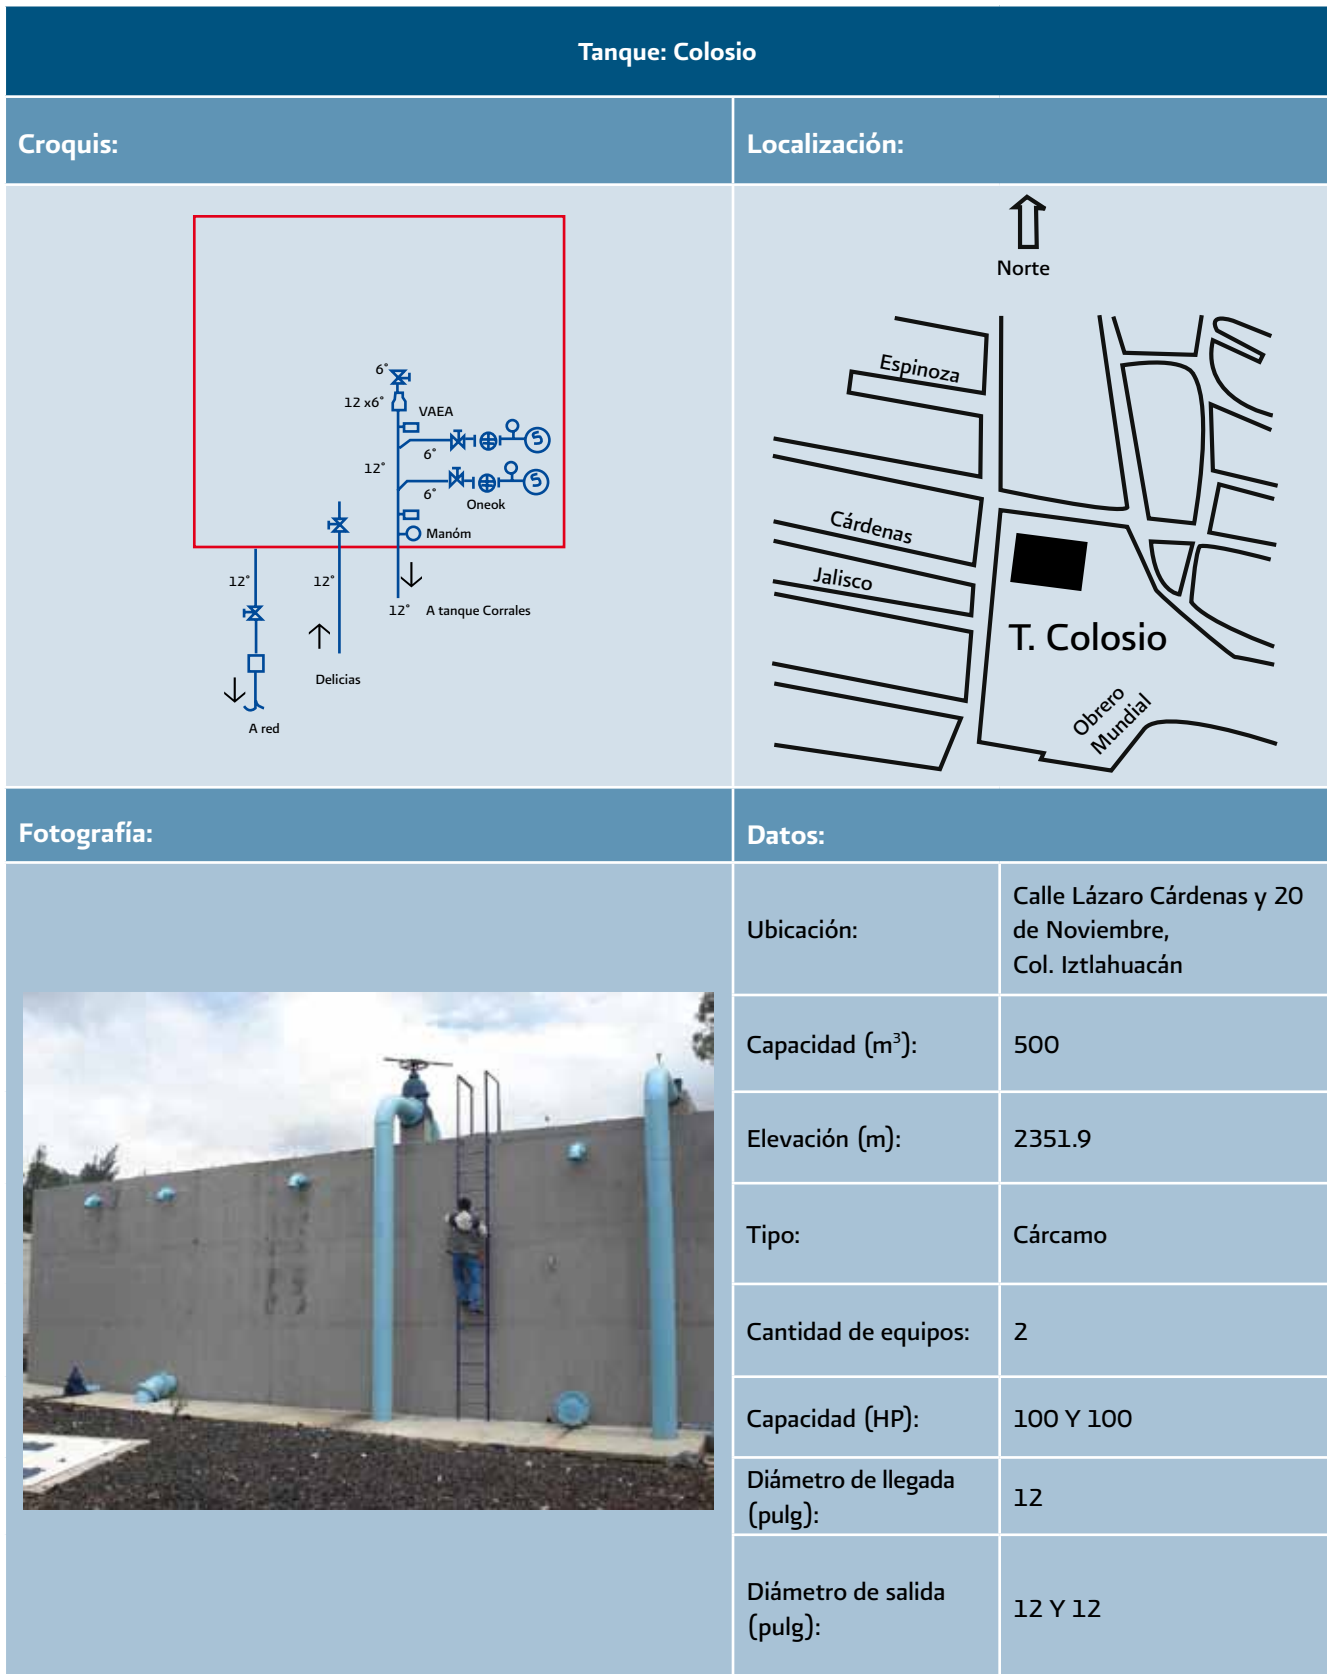 Tanque: Colosio
Croquis:
Localización:
6°
12 x6°
VAEA
5
6°
12°
5
6°
Oneok
Manóm
12°
12°
12°
A tanque Corrales
Delicias
A red
Norte
Espinoza
Cárdenas
Jalisco
T. Colosio
Obrero
Mundial
Fotografía:
Datos:
Ubicación:
Calle Lázaro Cárdenas y 20
de Noviembre,
Col. Iztlahuacán
Capacidad (m³):
500
Elevación (m):
2351.9
Tipo:
Cárcamo
Cantidad de equipos:
2
Capacidad (HP):
100 Y 100
Diámetro de llegada
(pulg):
12
Diámetro de salida
(pulg):
12 Y 12